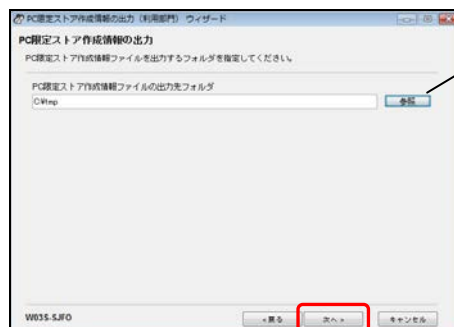 PC限定ストア作成情報の出力（利用部門） ウィザード
PC限定ストア作成情報の出力
PC限定ストア作成情報ファイルを出力するフォルダを指定してください。
PC限定ストア作成情報ファイルの出力先フォルダ
C:¥tmp
参照
W035-SJFO
<戻る
次へ>
キャンセル